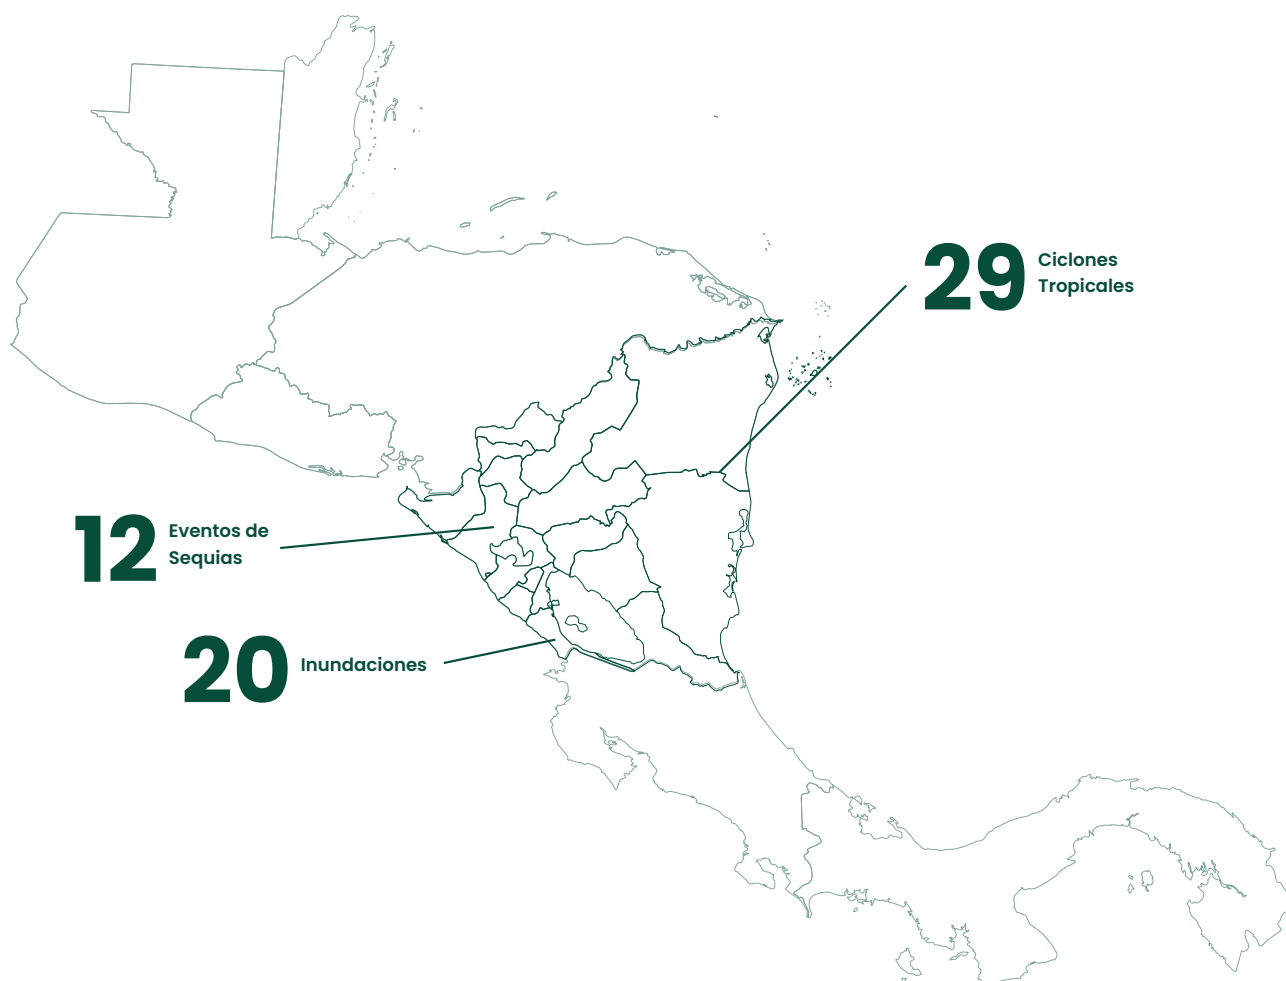 29
Ciclones
Tropicales
12
Eventos de
Sequias
20
Inundaciones